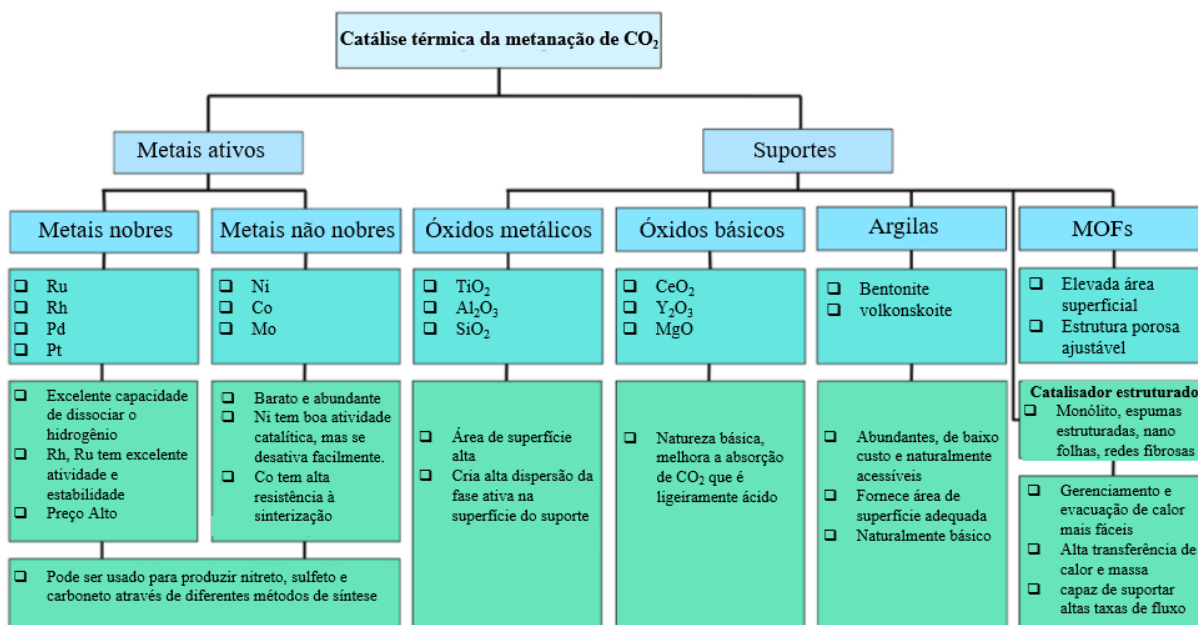 Catálise térmica da metanação de CO₂
Metais ativos
Suportes
Metais nobres
Metais não nobres
Óxidos metálicos
Óxidos básicos
Argilas
MOFs
Ru
Rh
Pd
Pt
Ni
Co
Mo
TiO₂
Al₂O₃
SiO₂
CeO₂
Y₂O₃
MgO
Bentonite
volkonskoite
Elevada área
superficial
Estrutura porosa
ajustável
Excelente capacidade
de dissociar o
hidrogênio
Rh, Ru tem excelente
atividade e
estabilidade
Preço Alto
Barato e abundante
Ni tem boa atividade
catalítica, mas se
desativa facilmente.
Co tem alta
resistência à
sinterização
Pode ser usado para produzir nitreto, sulfeto e
carboneto através de diferentes métodos de síntese
Área de superfície
alta
Cria alta dispersão da
fase ativa na
superfície do suporte
Natureza básica,
melhora a absorção
de CO₂ que é
ligeiramente ácido
Abundantes, de baixo
custo e naturalmente
acessíveis
Fornece área de
superfície adequada
Naturalmente básico
Catalisador estruturado
Monólito, espumas
estruturadas, nano
folhas, redes fibrosas
Gerenciamento e
evacuação de calor
mais fáceis
Alta transferência de
calor e massa
capaz de suportar
altas taxas de fluxo